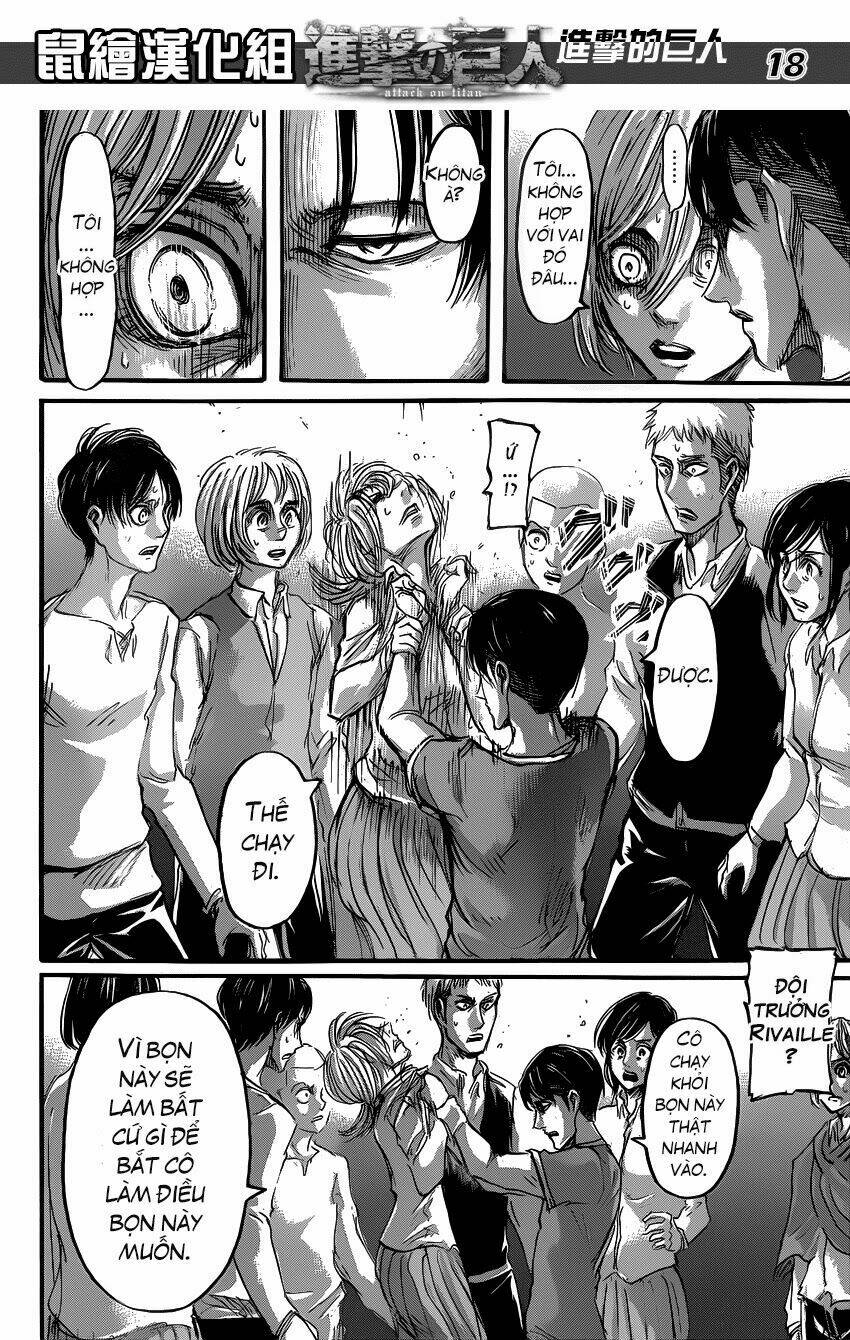 鼠繪漢化組
進撃の巨人
attack on titan
進擊的巨人
18
TÔI...
KHÔNG
HỢP
VỚI VAI
ĐÓ
ĐÂU...
.......
KHÔNG
À?
TÔI
...
KHÔNG
HỢP
...
Ứ
...
!?
ĐƯỢC.
THẾ
CHẠY
ĐI.
ĐỘI
TRƯỞNG
RIVAILLE
?
CÔ
CHẠY
KHỎI
BỌN NÀY
THẬT
NHANH
VÀO.
VÌ BỌN
NÀY SẼ
LÀM BẤT
CỨ GÌ ĐỂ
BẮT CÔ
LÀM ĐIỀU
BỌN NÀY
MUỐN.